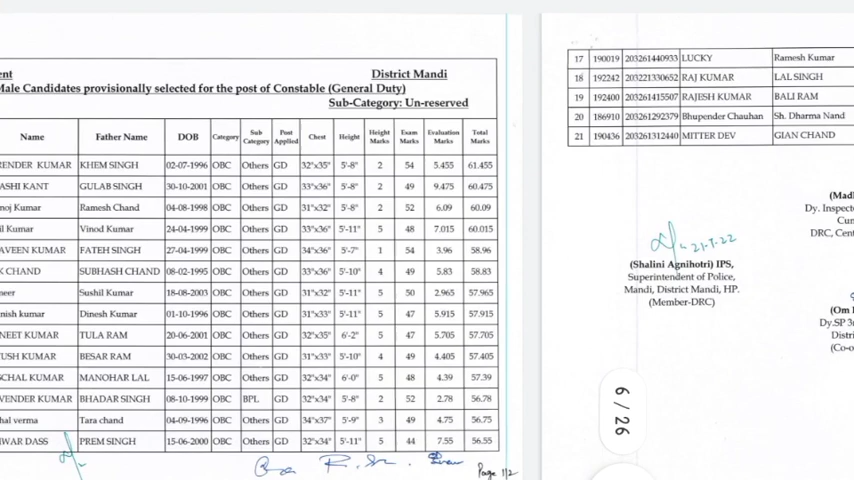 ent District Mandi
Male Candidates provisionally selected for the post of Constable (General Duty)
Sub-Category: Un-reserved
Name Father Name DOB Category Sub Category Post Applied Chest Height Height Marks Exam Marks Evaluation Marks Total Marks
RENDER KUMAR KHEM SINGH 02-07-1996 OBC Others GD 32"x35" 5'-8" 2 54 5.455 61.455
ASHI KANT GULAB SINGH 30-10-2001 OBC Others GD 33"x36" 5'-8" 2 49 9.475 60.475
noj Kumar Ramesh Chand 04-08-1998 OBC Others GD 31"x32" 5'-8" 2 52 6.09 60.09
il Kumar Vinod Kumar 24-04-1999 OBC Others GD 33"x36" 5'-11" 5 48 7.015 60.015
AVEEN KUMAR FATEH SINGH 27-04-1999 OBC Others GD 34"x36" 5'-7" 1 54 3.96 58.96
K CHAND SUBHASH CHAND 08-02-1995 OBC Others GD 33"x36" 5'-10" 4 49 5.83 58.83
meer Sushil Kumar 18-08-2003 OBC Others GD 31"x32" 5'-11" 5 50 2.965 57.965
nish kumar Dinesh Kumar 01-10-1996 OBC Others GD 31"x33" 5'-11" 5 47 5.915 57.915
NEET KUMAR TULA RAM 20-06-2001 OBC Others GD 32"x35" 6'-2" 5 47 5.705 57.705
TUSH KUMAR BESAR RAM 30-03-2002 OBC Others GD 31"x33" 5'-10" 4 49 4.405 57.405
SCHAL KUMAR MANOHAR LAL 15-06-1997 OBC Others GD 32"x34" 6'-0" 5 48 4.39 57.39
VENDER KUMAR BHADAR SINGH 08-10-1999 OBC BPL GD 32"x34" 5'-8" 2 52 2.78 56.78
hal verma Tara chand 04-09-1996 OBC Others GD 34"x37" 5'-9" 3 49 4.75 56.75
WAR DASS PREM SINGH 15-06-2000 OBC Others GD 32"x34" 5'-11" 5 44 7.55 56.55
Page 1/2
17 190019 203261440933 LUCKY Ramesh Kumar
18 192242 203221330652 RAJ KUMAR LAL SINGH
19 192400 203261415507 RAJESH KUMAR BALI RAM
20 186910 203261292379 Bhupender Chauhan Sh. Dharma Nand
21 190436 203261312440 MITTER DEV GIAN CHAND
(Shalini Agnihotri) IPS,
Superintendent of Police,
Mandi, District Mandi, HP.
(Member-DRC)
(Madl
Dy. Inspecto
Cum
DRC, Cent
(Om
Dy.SP 3
Distri
(Co-o
6 / 26